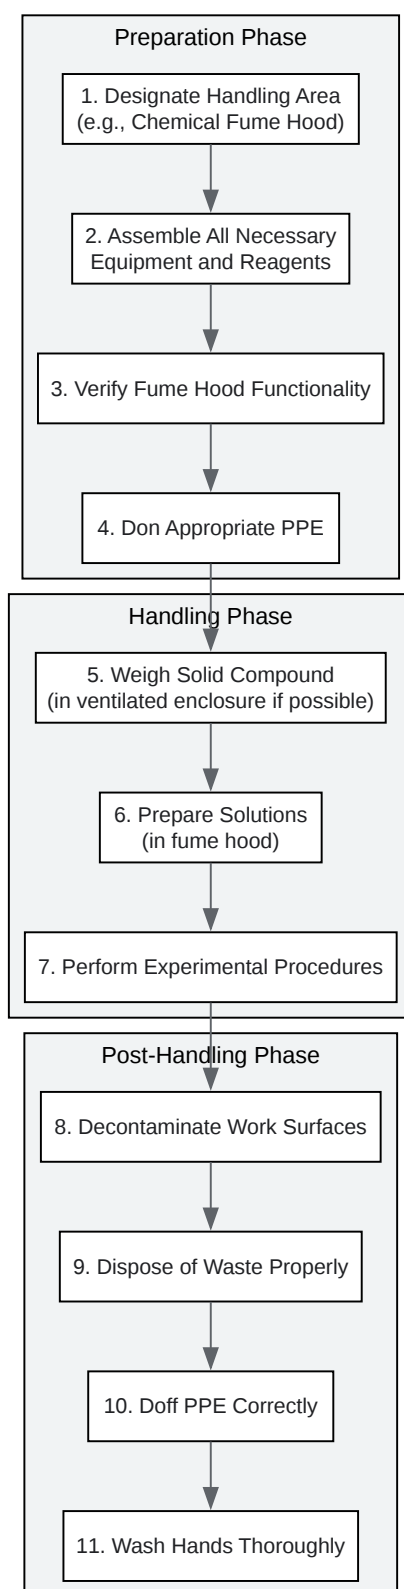 Preparation Phase
1. Designate Handling Area
(e.g., Chemical Fume Hood)
2. Assemble All Necessary
Equipment and Reagents
3. Verify Fume Hood Functionality
4. Don Appropriate PPE
Handling Phase
5. Weigh Solid Compound
(in ventilated enclosure if possible)
6. Prepare Solutions
(in fume hood)
7. Perform Experimental Procedures
Post-Handling Phase
8. Decontaminate Work Surfaces
9. Dispose of Waste Properly
10. Doff PPE Correctly
11. Wash Hands Thoroughly